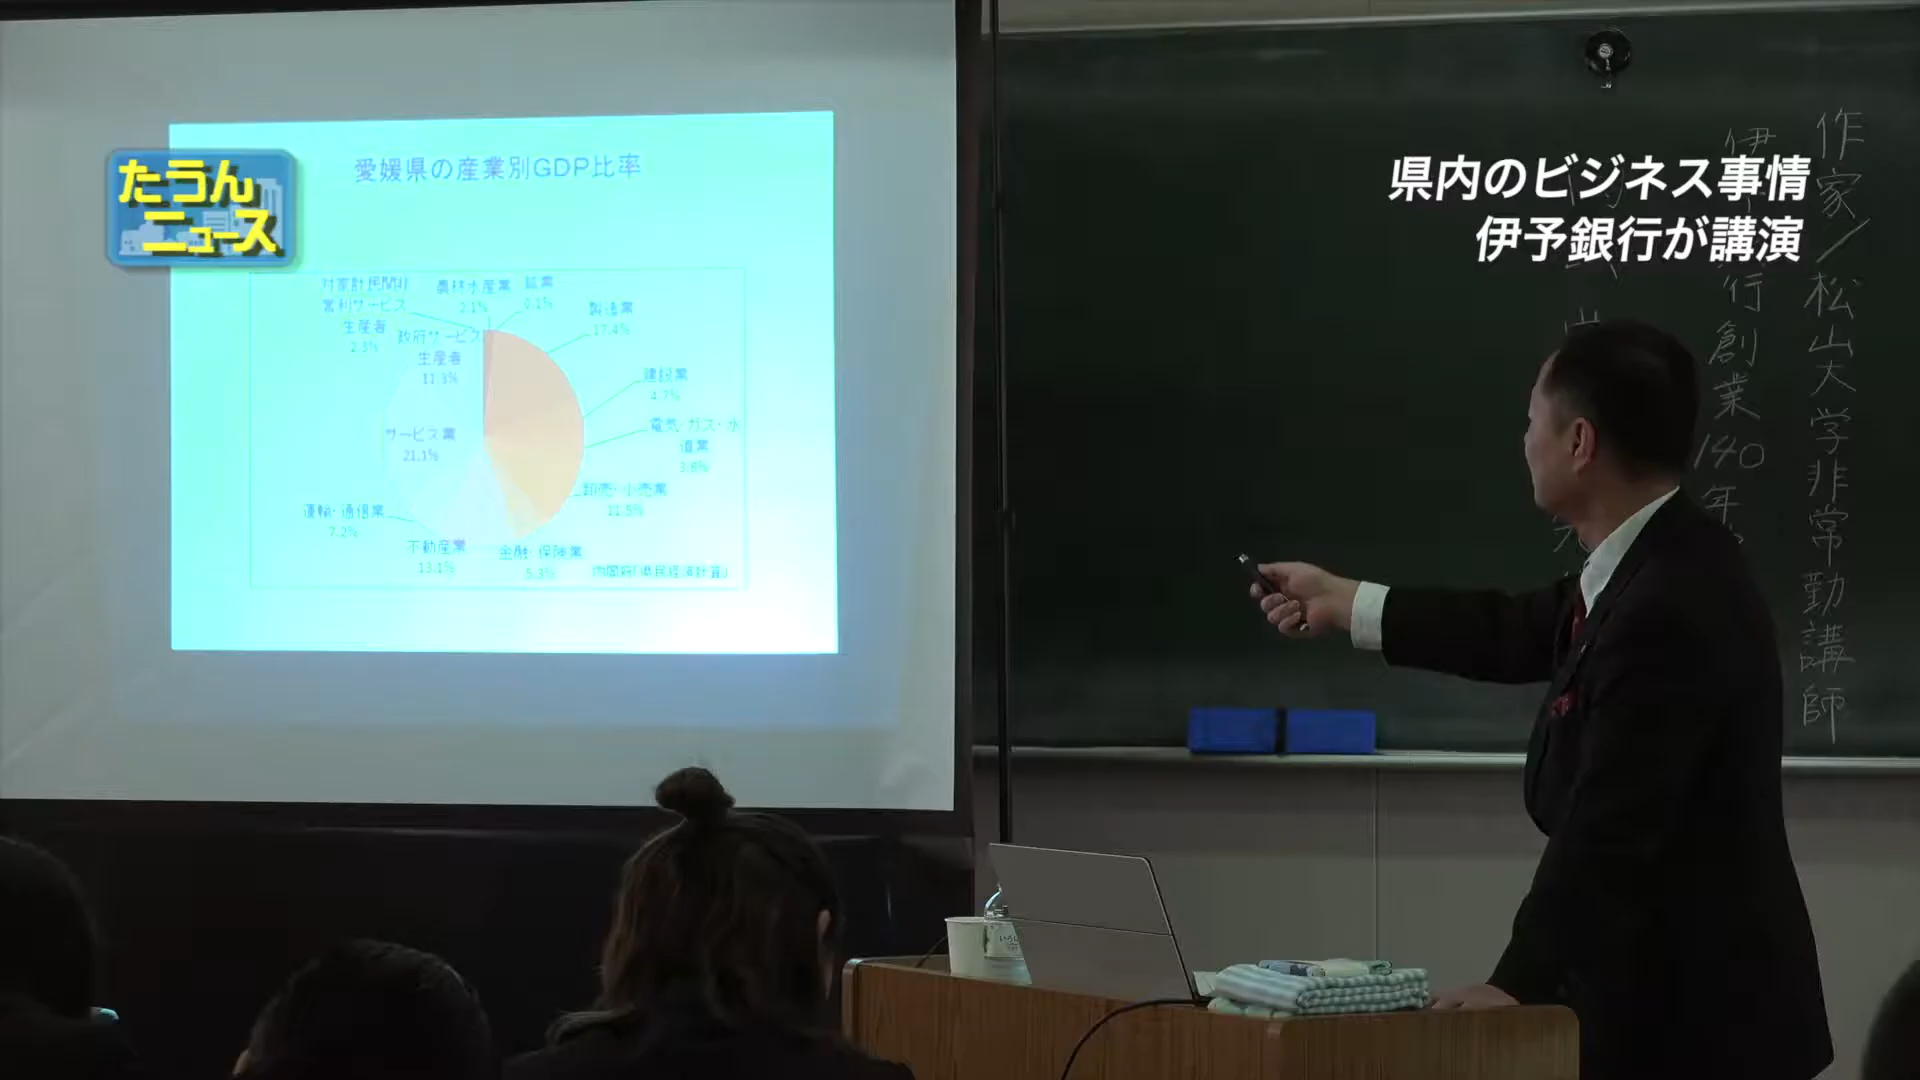 たうん
ニュース
県内のビジネス事情
伊予銀行が講演
愛媛県の産業別GDP比率
対家計民間非
営利サービス
生産者
2.3%
農林水産業
2.1%
鉱業
0.1%
製造業
17.4%
政府サービス
生産者
11.3%
建設業
4.7%
電気・ガス・水
道業
3.8%
サービス業
21.1%
卸売・小売業
11.5%
運輸・通信業
7.2%
不動産業
13.1%
金融・保険業
5.3%
内閣府「県民経済計算」
作家/松山大学非常勤講師
行創業140年